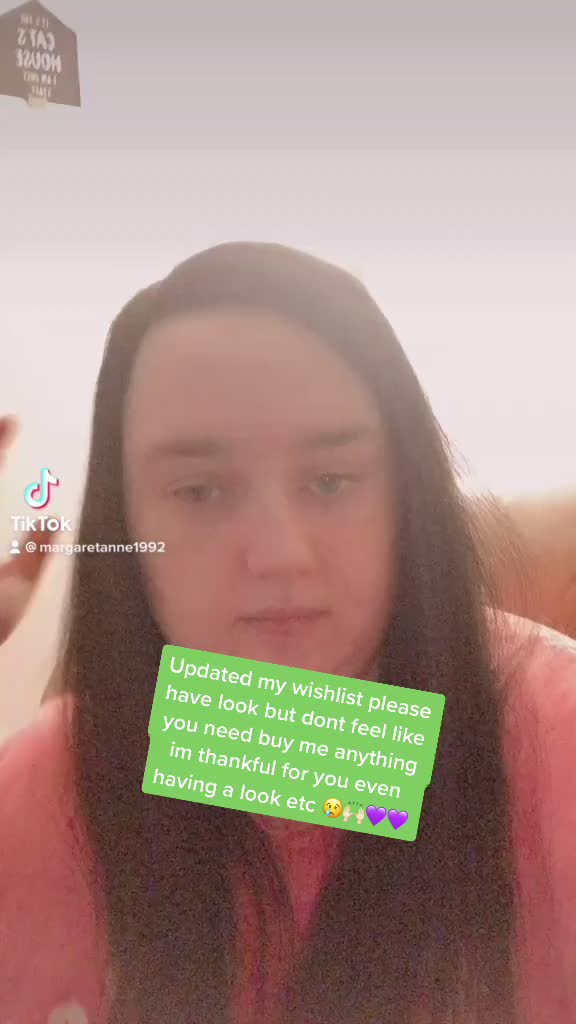 IT'S THE
CAT'S
HOUSE
I AM JUST
TikTok
@margaretanne1992
Updated my wishlist please
have look but dont feel like
you need buy me anything
im thankful for you even
having a look etc 😢🙌🏻💜💜